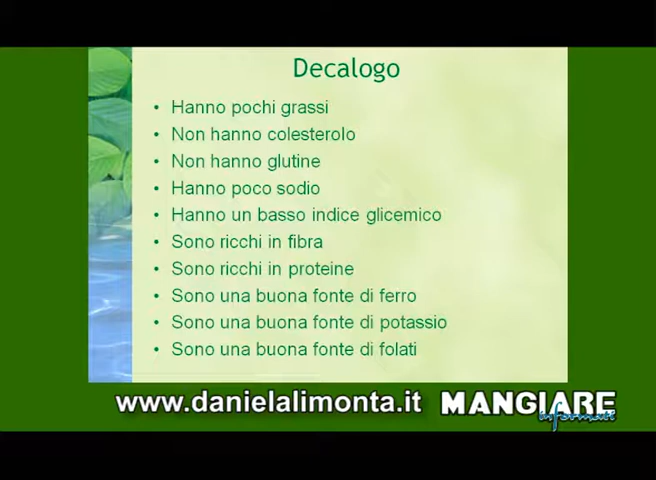 Decalogo
• Hanno pochi grassi
• Non hanno colesterolo
• Non hanno glutine
• Hanno poco sodio
• Hanno un basso indice glicemico
• Sono ricchi in fibra
• Sono ricchi in proteine
• Sono una buona fonte di ferro
• Sono una buona fonte di potassio
• Sono una buona fonte di folati
www.danielalimonta.it MANGIARE
informati